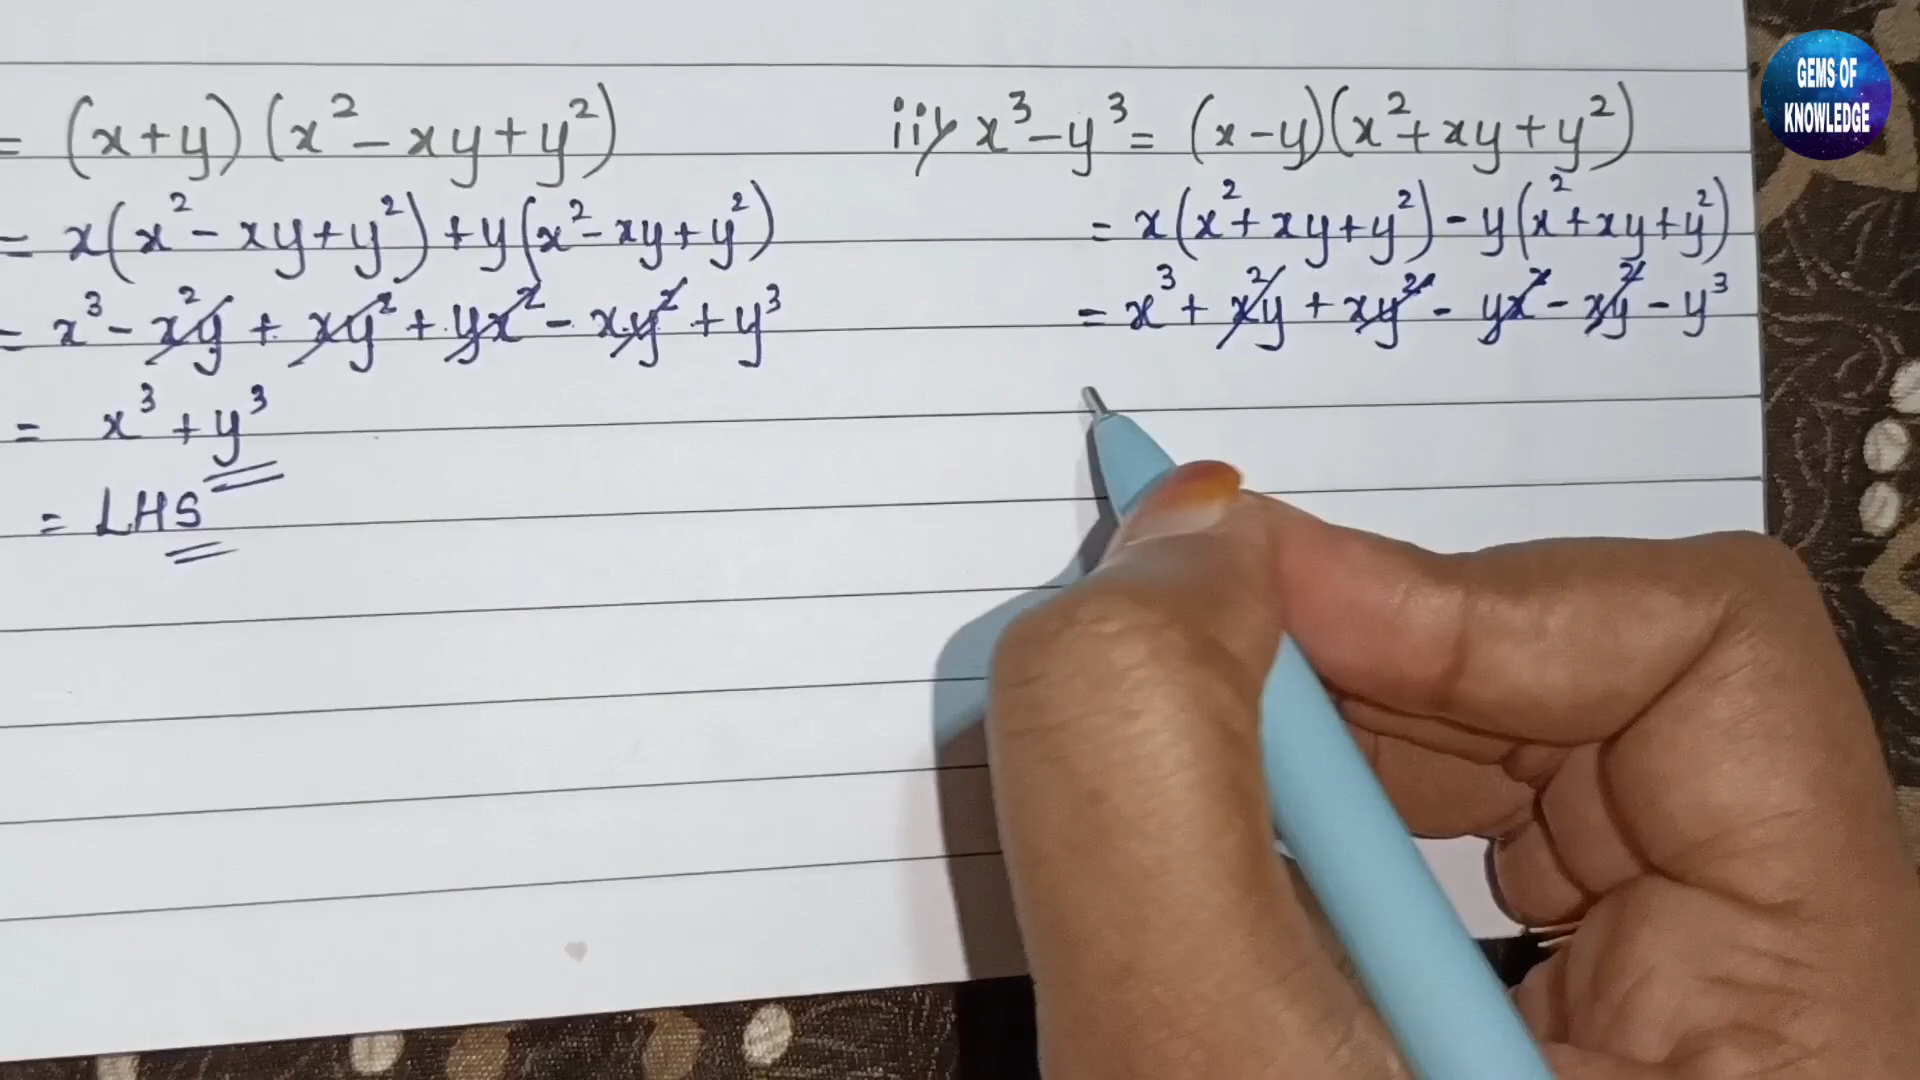 = (x+y) (x² - xy + y²)
= x(x² - xy + y²) + y(x² - xy + y²)
= x³ - x²y + xy² + yx² - xy² + y³
= x³ + y³
= LHS
ii) x³ - y³ = (x - y)(x² + xy + y²)
= x(x² + xy + y²) - y(x² + xy + y²)
= x³ + x²y + xy² - yx² - xy² - y³
GEMS OF
KNOWLEDGE